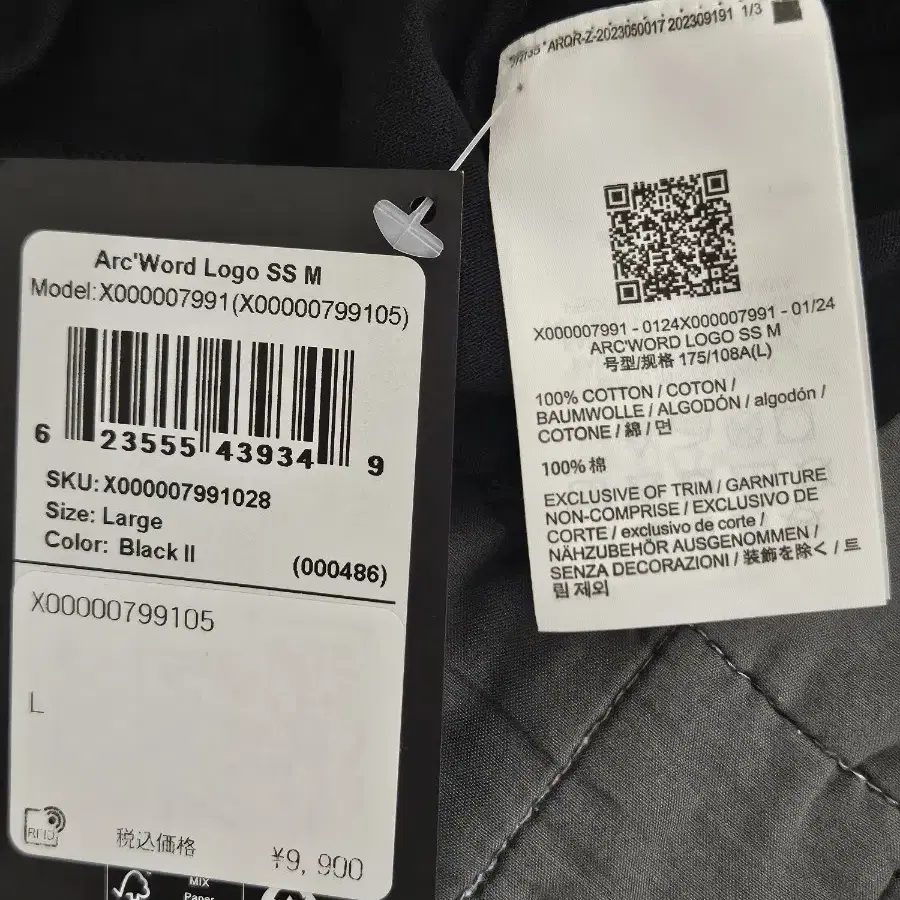 Arc'Word Logo SS M
Model:X000007991(X00000799105)
6 23555 43934 9
SKU: X000007991028
Size: Large
Color: Black II
(000486)
X00000799105
L
RFID
税込価格
¥9,900
MIX
Paper
ARQR-Z-2023050017 202309191 1/3
X000007991 - 0124X000007991 - 01/24
ARC'WORD LOGO SS M
号型/规格 175/108A(L)
100% COTTON / COTON /
BAUMWOLLE / ALGODÓN / algodón /
COTONE / 綿 / 면
100% 棉
EXCLUSIVE OF TRIM / GARNITURE
NON-COMPRISE / EXCLUSIVO DE
CORTE / exclusivo de corte /
NÄHZUBEHÖR AUSGENOMMEN /
SENZA DECORAZIONI / 装飾を除く / 트
림 제외